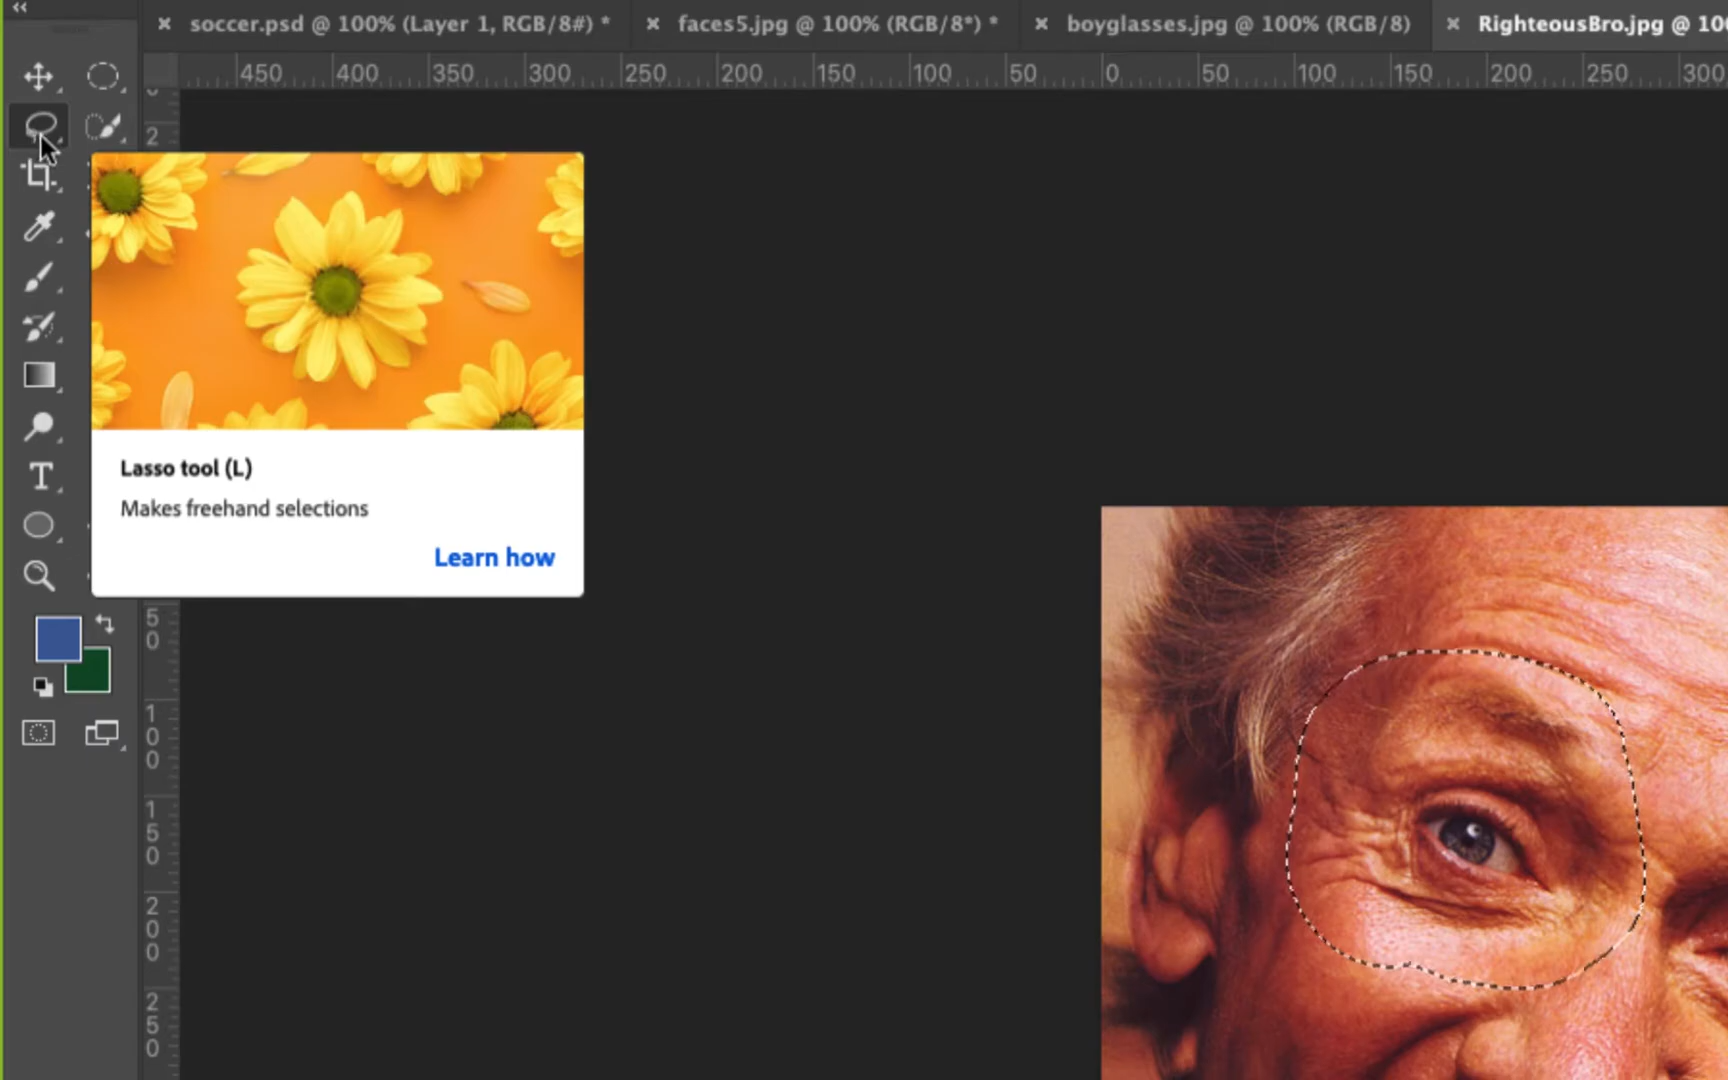 soccer.psd @ 100% (Layer 1, RGB/8#) *
faces5.jpg @ 100% (RGB/8*) *
boyglasses.jpg @ 100% (RGB/8)
RighteousBro.jpg @ 10
450 400 350 300 250 200 150 100 50 0 50 100 150 200 250 300
2
Lasso tool (L)
Makes freehand selections
Learn how
T
50
100
150
200
250